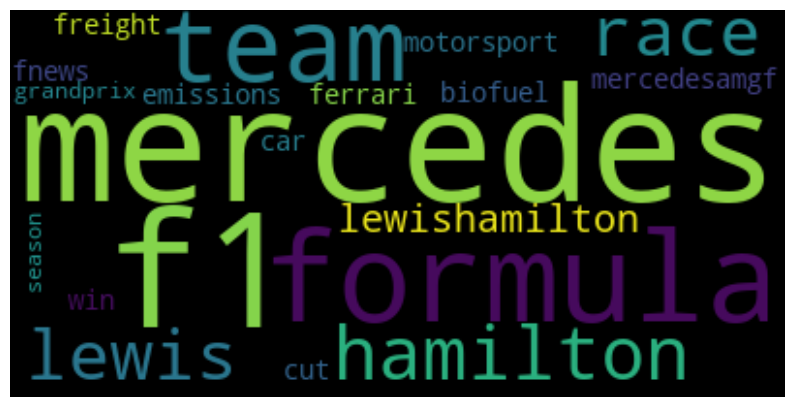 freight
team
race
motorsport
fnews
mercedesamgf
grandprix
emissions
ferrari
biofuel
mercedes
car
lewishamilton
season
f1
formula
win
lewis
cut
hamilton